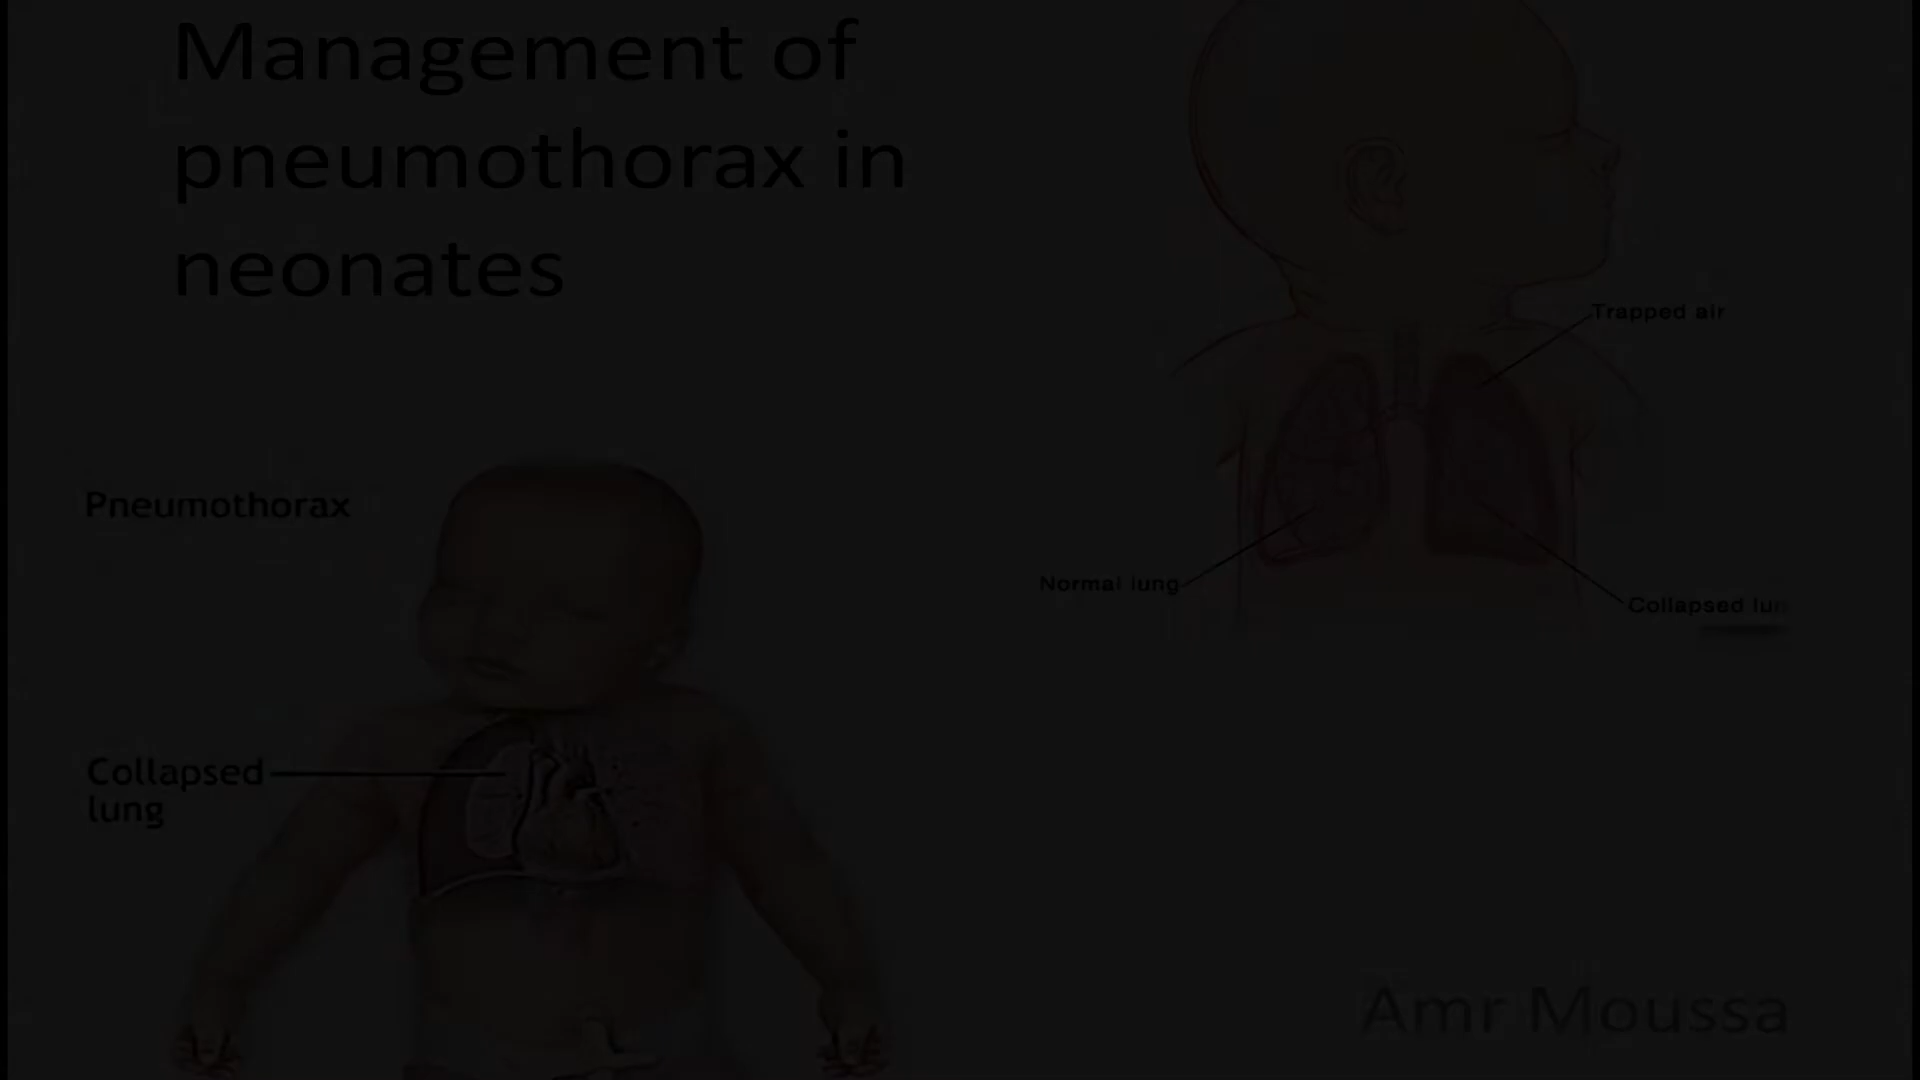 Management of
pneumothorax in
neonates
Trapped air
Normal lung
Collapsed
Pneumothorax
Collapsed
lung
Amr Moussa